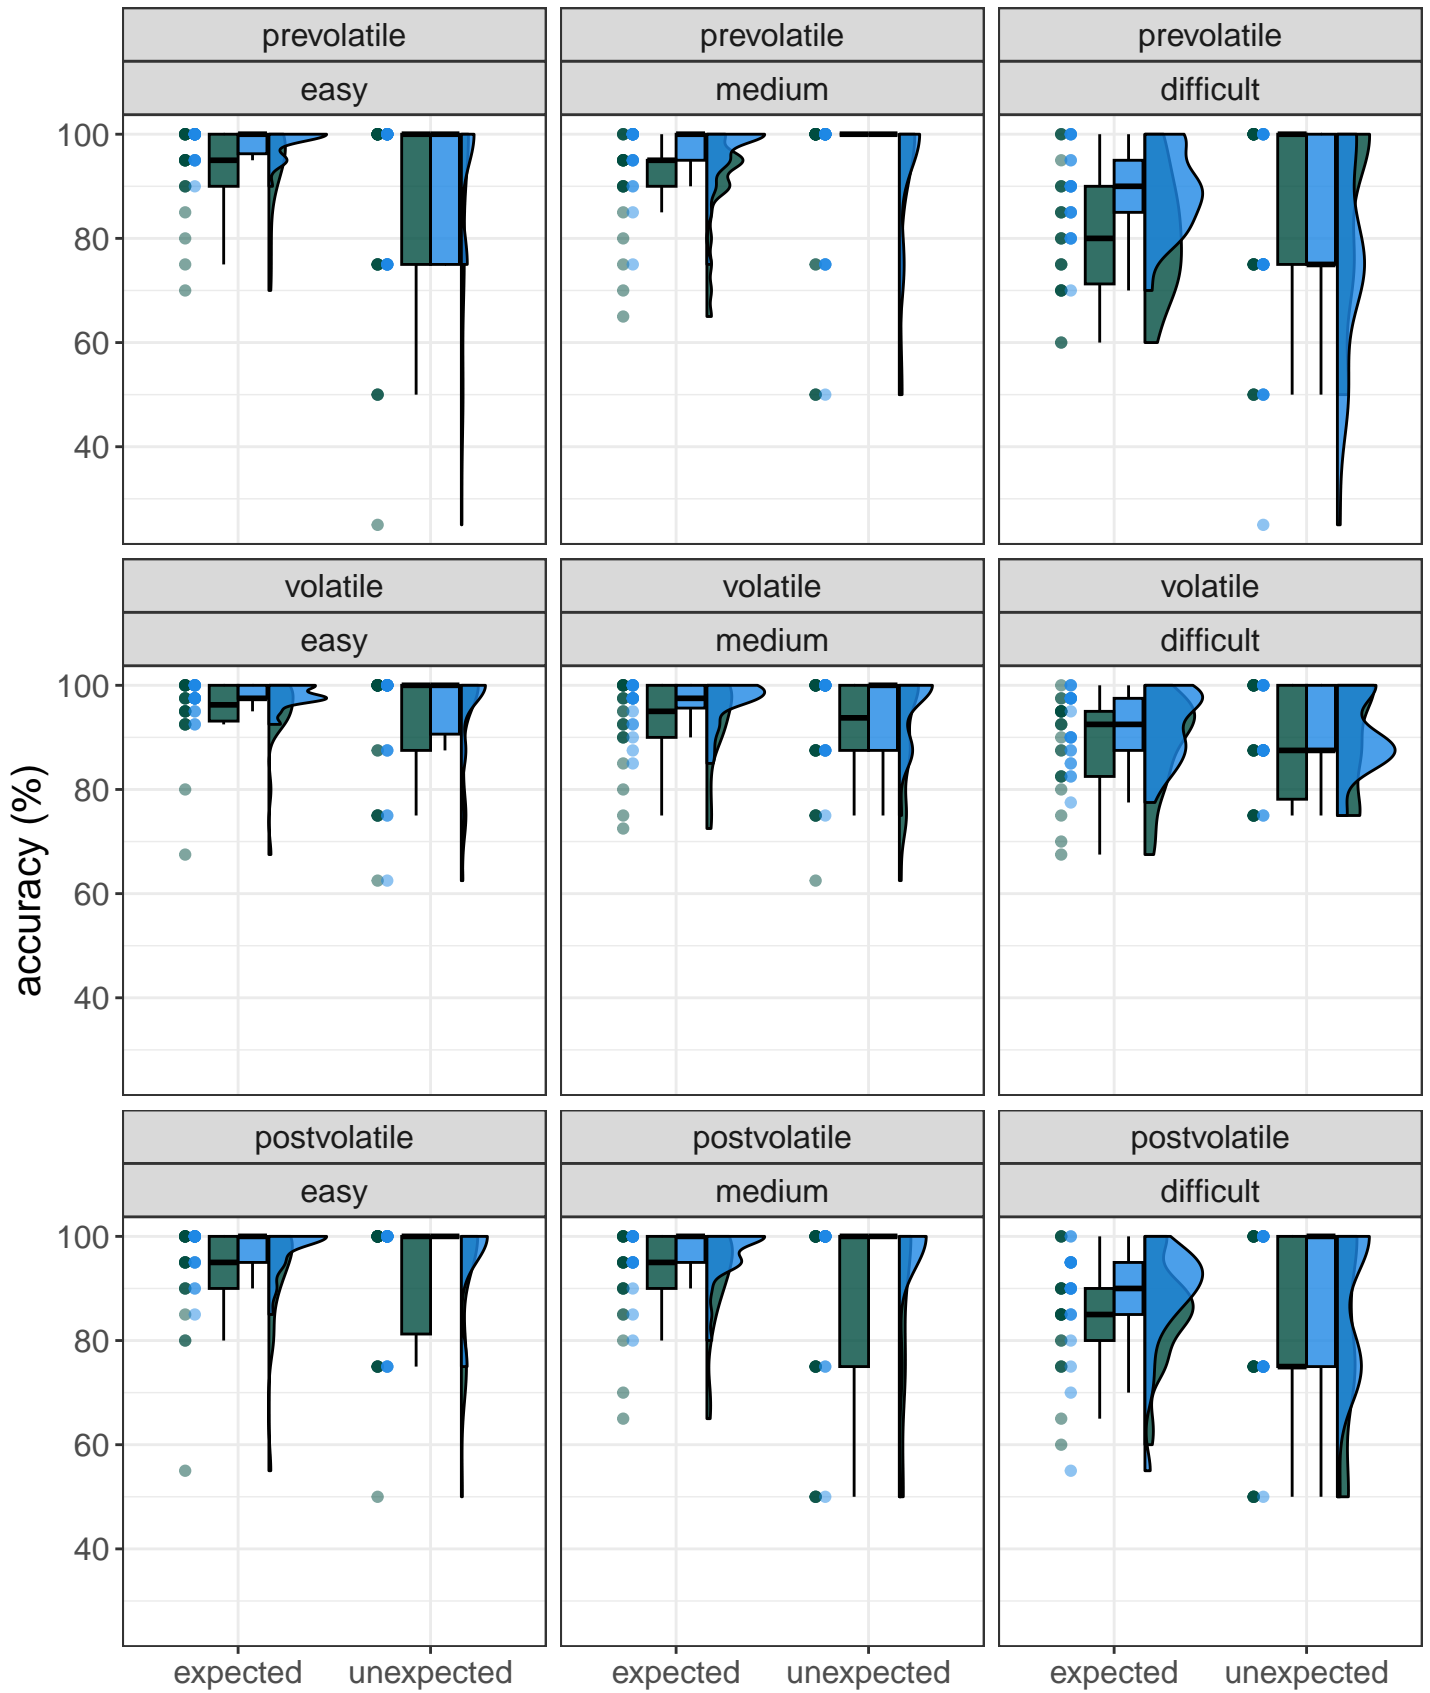 prevolatile prevolatile prevolatile
easy medium difficult
100
80
60
40
volatile volatile volatile
easy medium difficult
100
80
60
40
accuracy (%)
postvolatile postvolatile postvolatile
easy medium difficult
100
80
60
40
expected unexpected expected unexpected expected unexpected